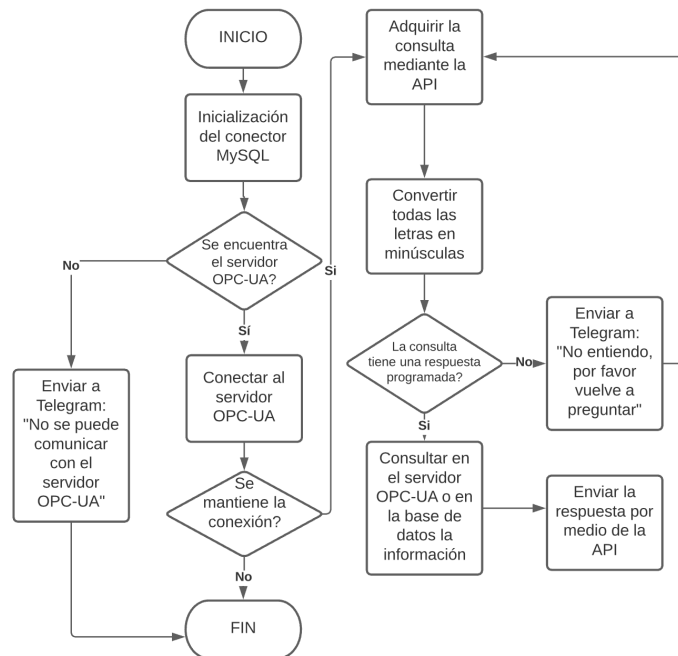 INICIO
Inicialización
del conector
MySQL
Se encuentra
el servidor
OPC-UA?
No
Sí
Enviar a
Telegram:
"No se puede
comunicar
con el
servidor
OPC-UA"
Conectar al
servidor
OPC-UA
Se
mantiene la
conexión?
Si
No
FIN
Adquirir la
consulta
mediante la
API
Convertir
todas las
letras en
minúsculas
La consulta
tiene una respuesta
programada?
No
Enviar a
Telegram:
"No entiendo,
por favor
vuelve a
preguntar"
Si
Consultar en
el servidor
OPC-UA o en
la base de
datos la
información
Enviar la
respuesta por
medio de la
API